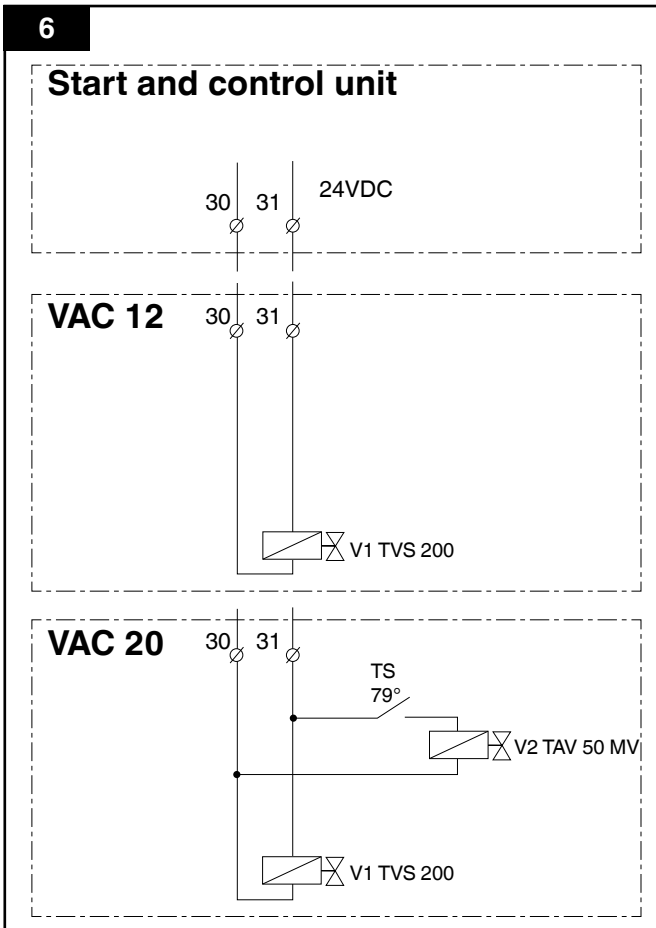 6
Start and control unit
30 31 24VDC
VAC 12 30 31
V1 TVS 200
VAC 20 30 31
TS
79°
V2 TAV 50 MV
V1 TVS 200